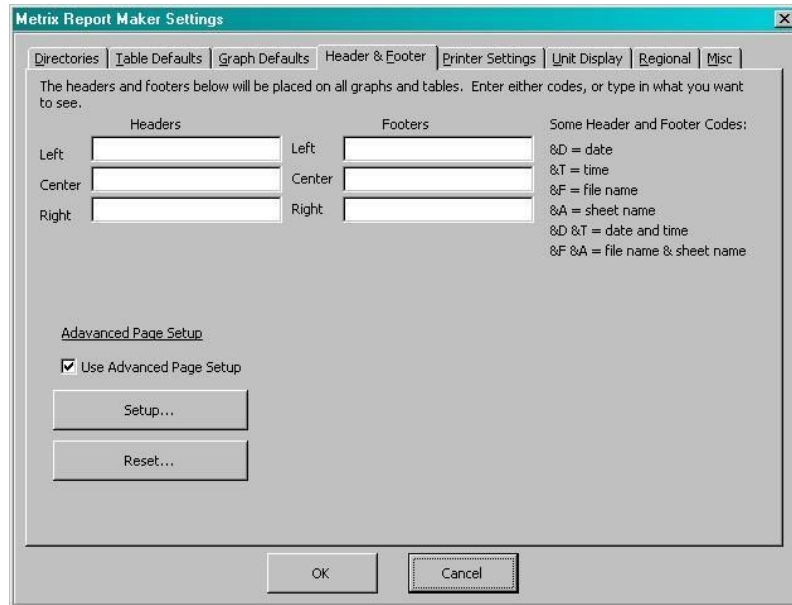 Metrix Report Maker Settings
Directories Table Defaults Graph Defaults Header & Footer Printer Settings Unit Display Regional Misc
The headers and footers below will be placed on all graphs and tables. Enter either codes, or type in what you want
to see.
Headers Footers Some Header and Footer Codes:
Left Left &D = date
&T = time
Center Center &F = file name
Right Right &A = sheet name
&D &T = date and time
&F &A = file name & sheet name
Adavanced Page Setup
Use Advanced Page Setup
Setup...
Reset...
OK Cancel